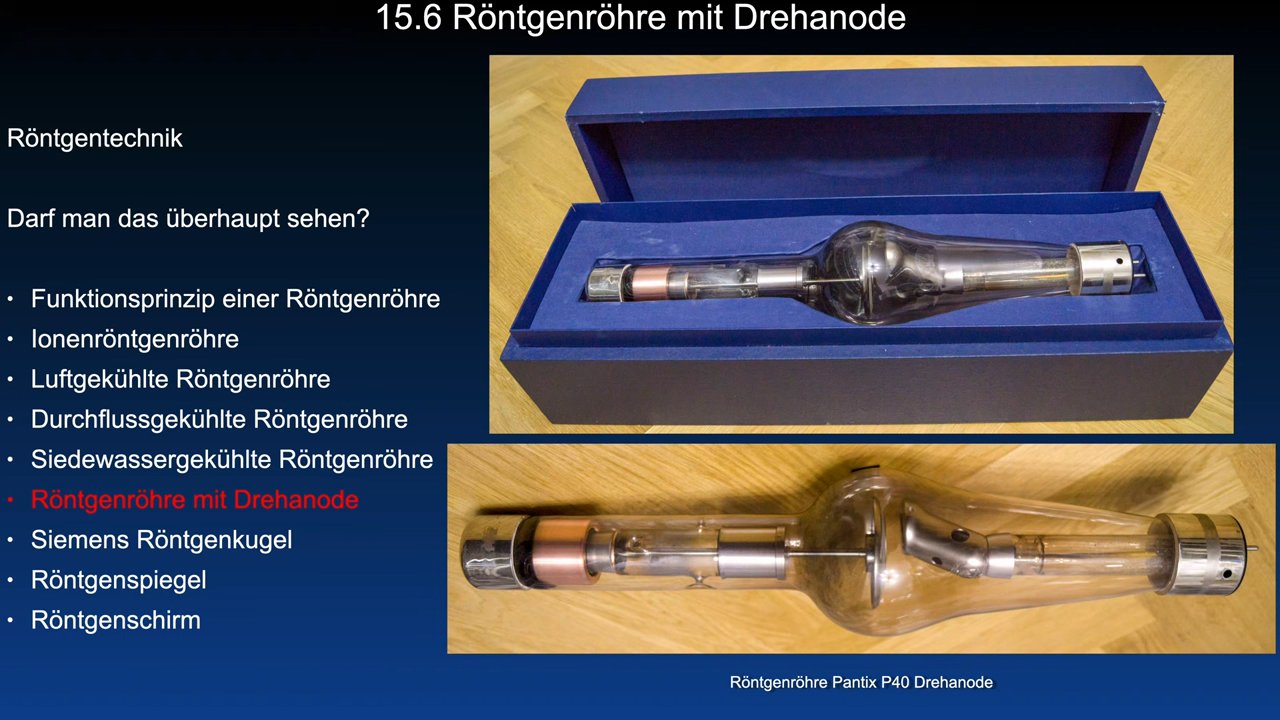 15.6 Röntgenröhre mit Drehanode
Röntgentechnik
Darf man das überhaupt sehen?
• Funktionsprinzip einer Röntgenröhre
• Ionenröntgenröhre
• Luftgekühlte Röntgenröhre
• Durchflussgekühlte Röntgenröhre
• Siedewassergekühlte Röntgenröhre
• Röntgenröhre mit Drehanode
• Siemens Röntgenkugel
• Röntgenspiegel
• Röntgenschirm
Röntgenröhre Pantix P40 Drehanode